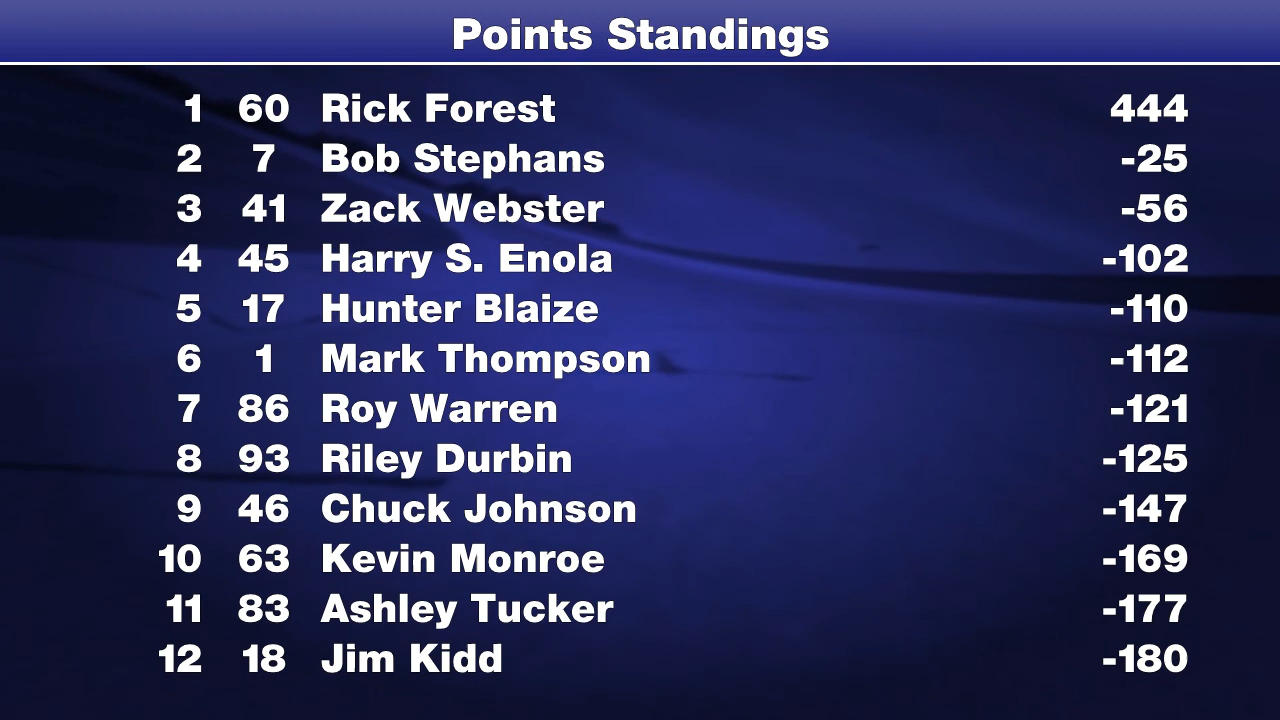 Points Standings
1 60 Rick Forest 444
2 7 Bob Stephans -25
3 41 Zack Webster -56
4 45 Harry S. Enola -102
5 17 Hunter Blaize -110
6 1 Mark Thompson -112
7 86 Roy Warren -121
8 93 Riley Durbin -125
9 46 Chuck Johnson -147
10 63 Kevin Monroe -169
11 83 Ashley Tucker -177
12 18 Jim Kidd -180